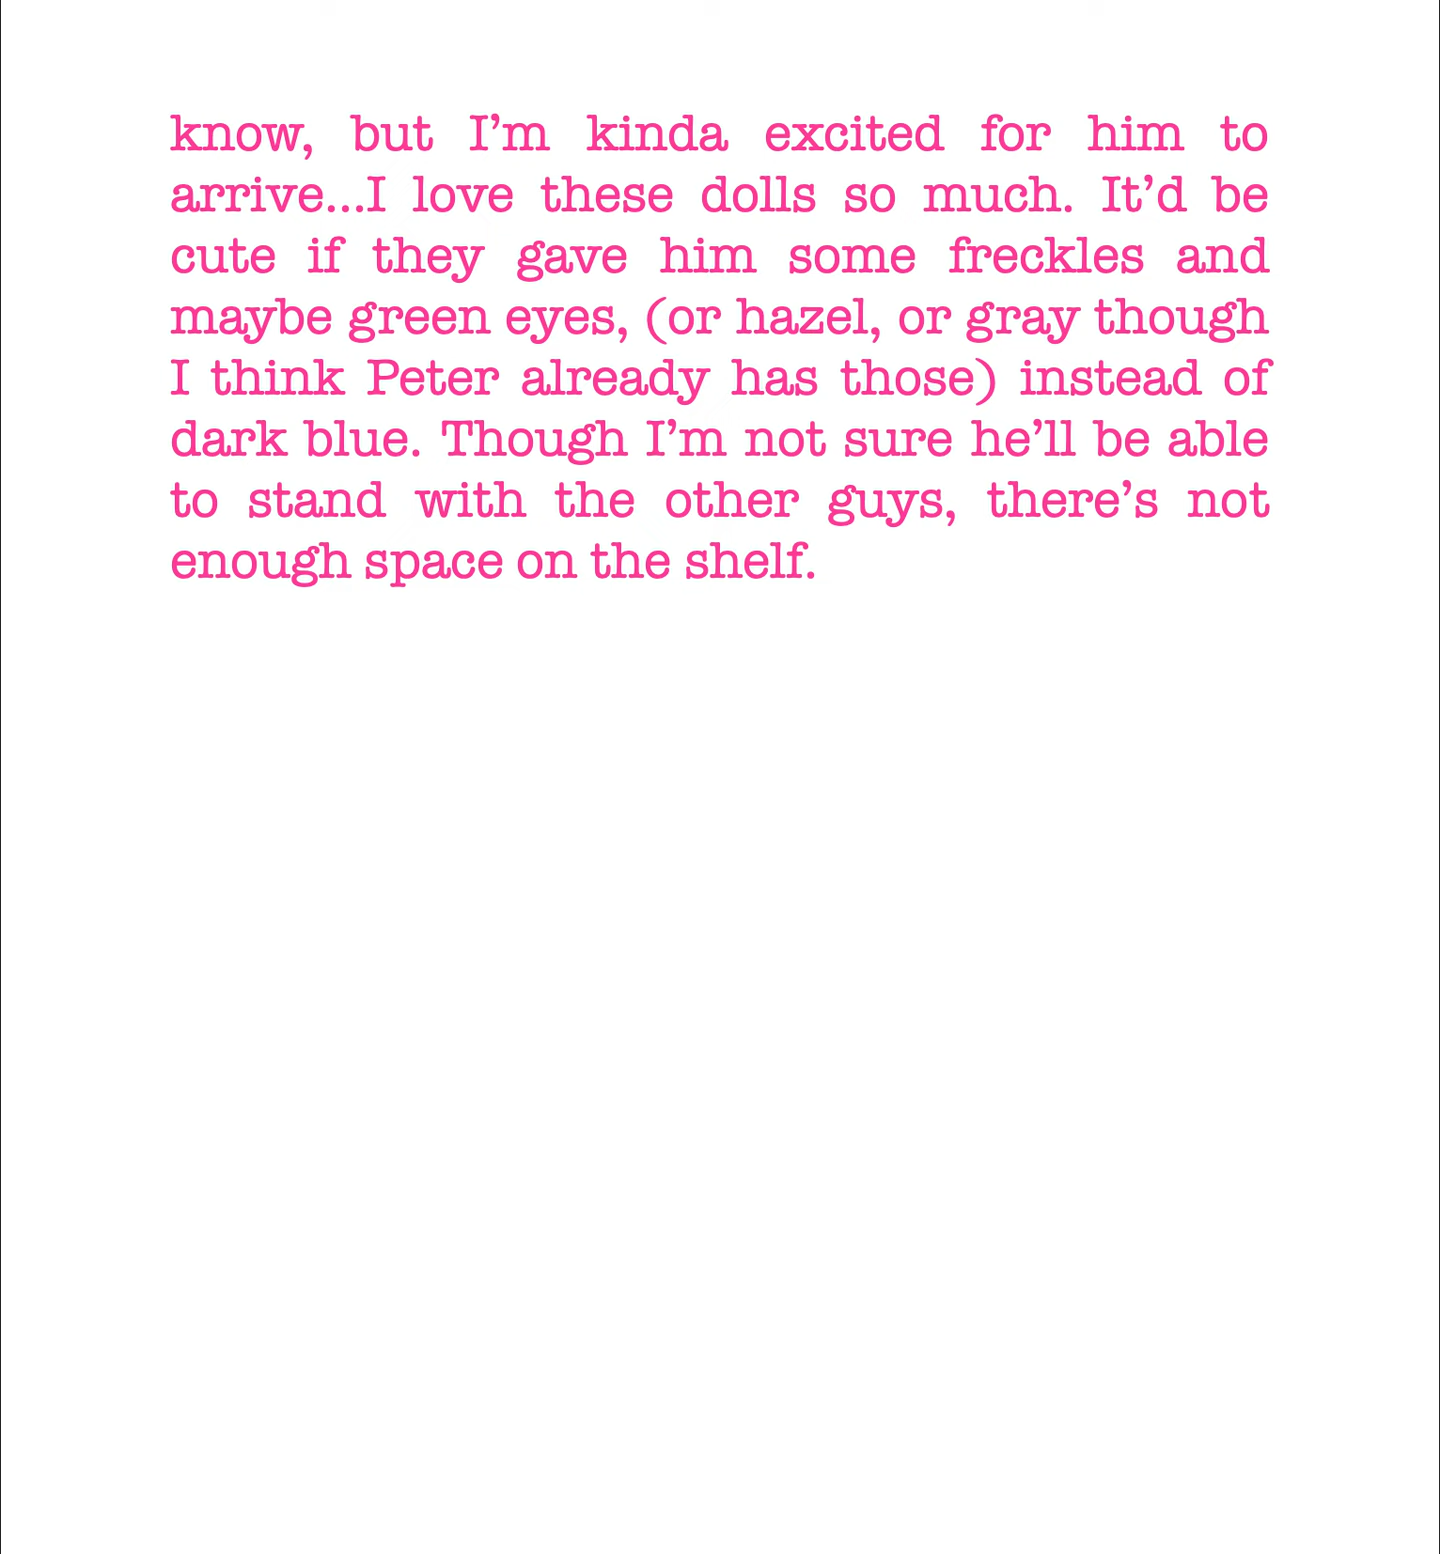 know, but I’m kinda excited for him to
arrive...I love these dolls so much. It’d be
cute if they gave him some freckles and
maybe green eyes, (or hazel, or gray though
I think Peter already has those) instead of
dark blue. Though I’m not sure he’ll be able
to stand with the other guys, there’s not
enough space on the shelf.